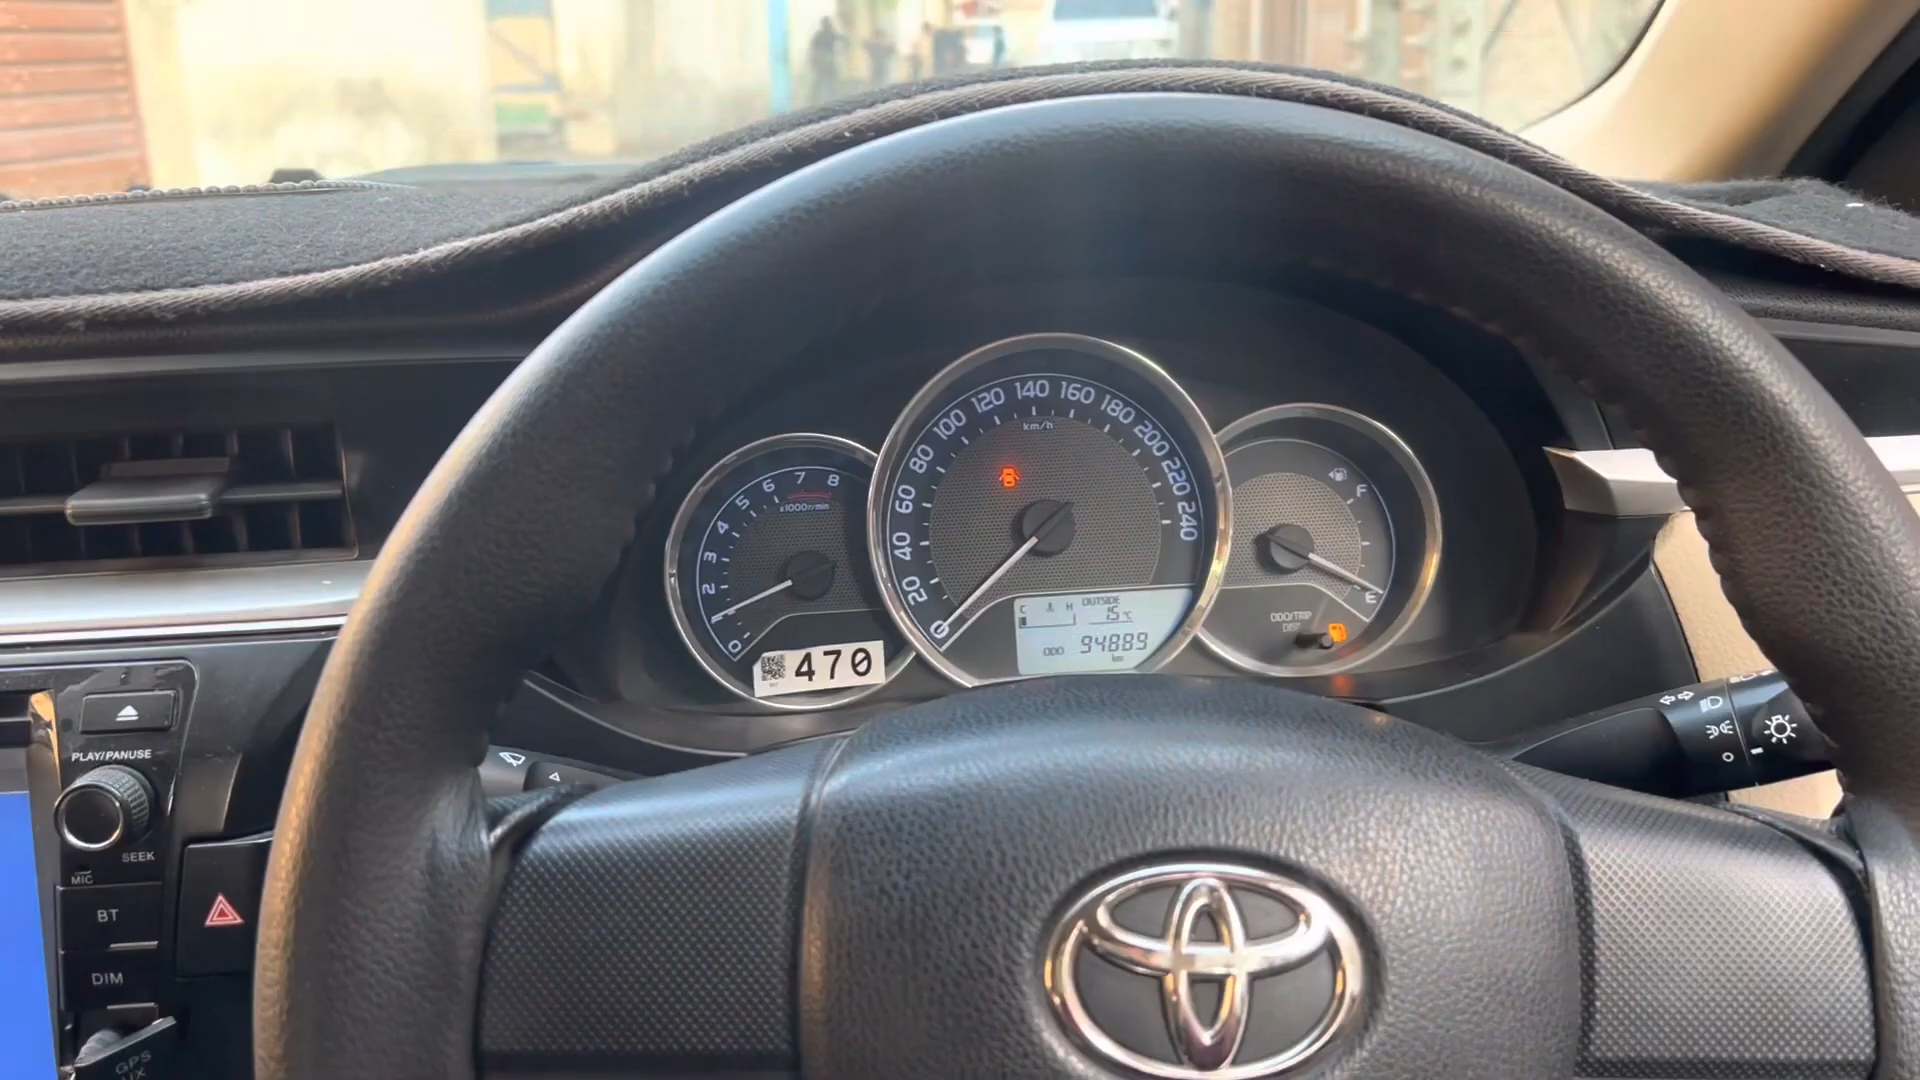 km/h
0
20
40
60
80
100
120
140
160
180
200
220
240
0
2
3
4
5
6
7
8
x1000r/min
470
C H
OUTSIDE
15°C
ODO 94889
km
F
E
ODO/TRIP
DIST
PLAY/PANUSE
SEEK
MIC
BT
DIM
GPS